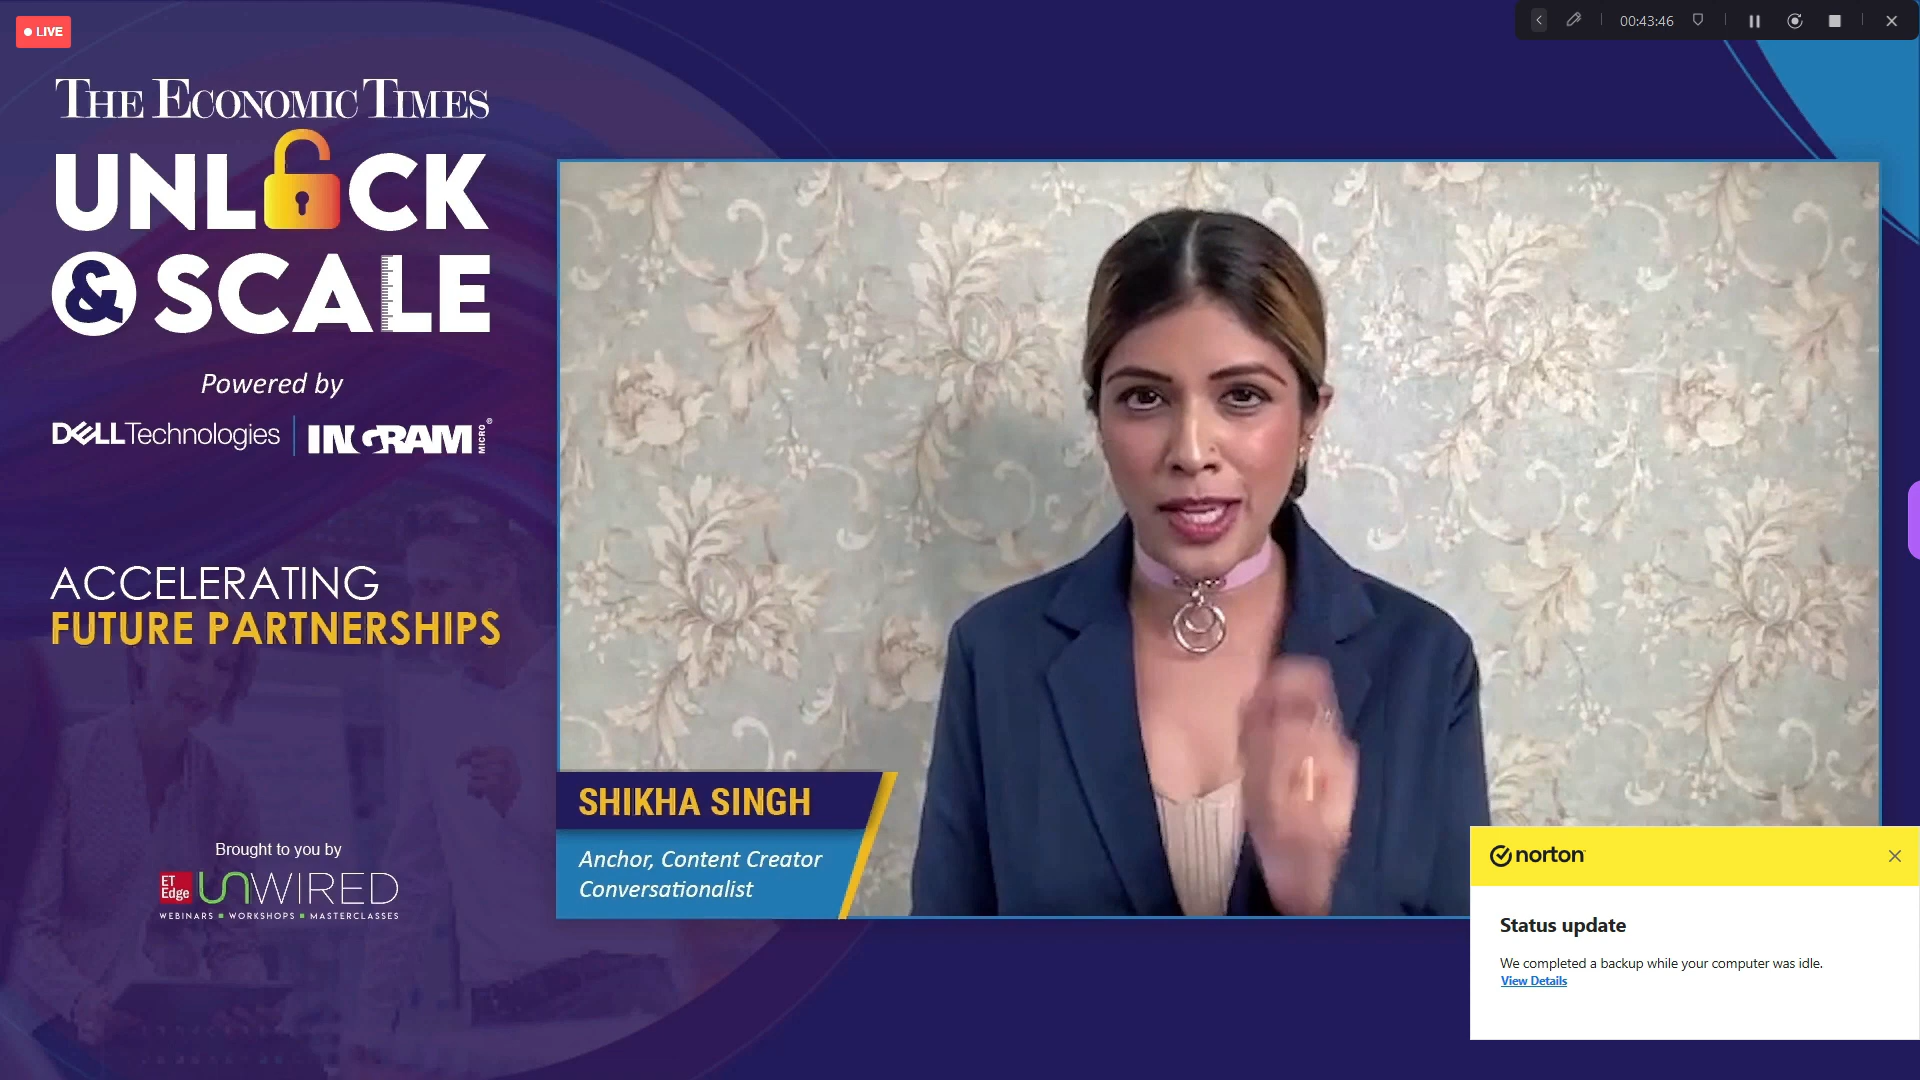 LIVE
00:43:46
THE ECONOMIC TIMES
UNLOCK
& SCALE
Powered by
DELLTechnologies
INGRAM MICRO®
ACCELERATING
FUTURE PARTNERSHIPS
Brought to you by
ET Edge
UNWIRED
WEBINARS ■ WORKSHOPS ■ MASTERCLASSES
SHIKHA SINGH
Anchor, Content Creator
Conversationalist
norton
Status update
We completed a backup while your computer was idle.
View Details